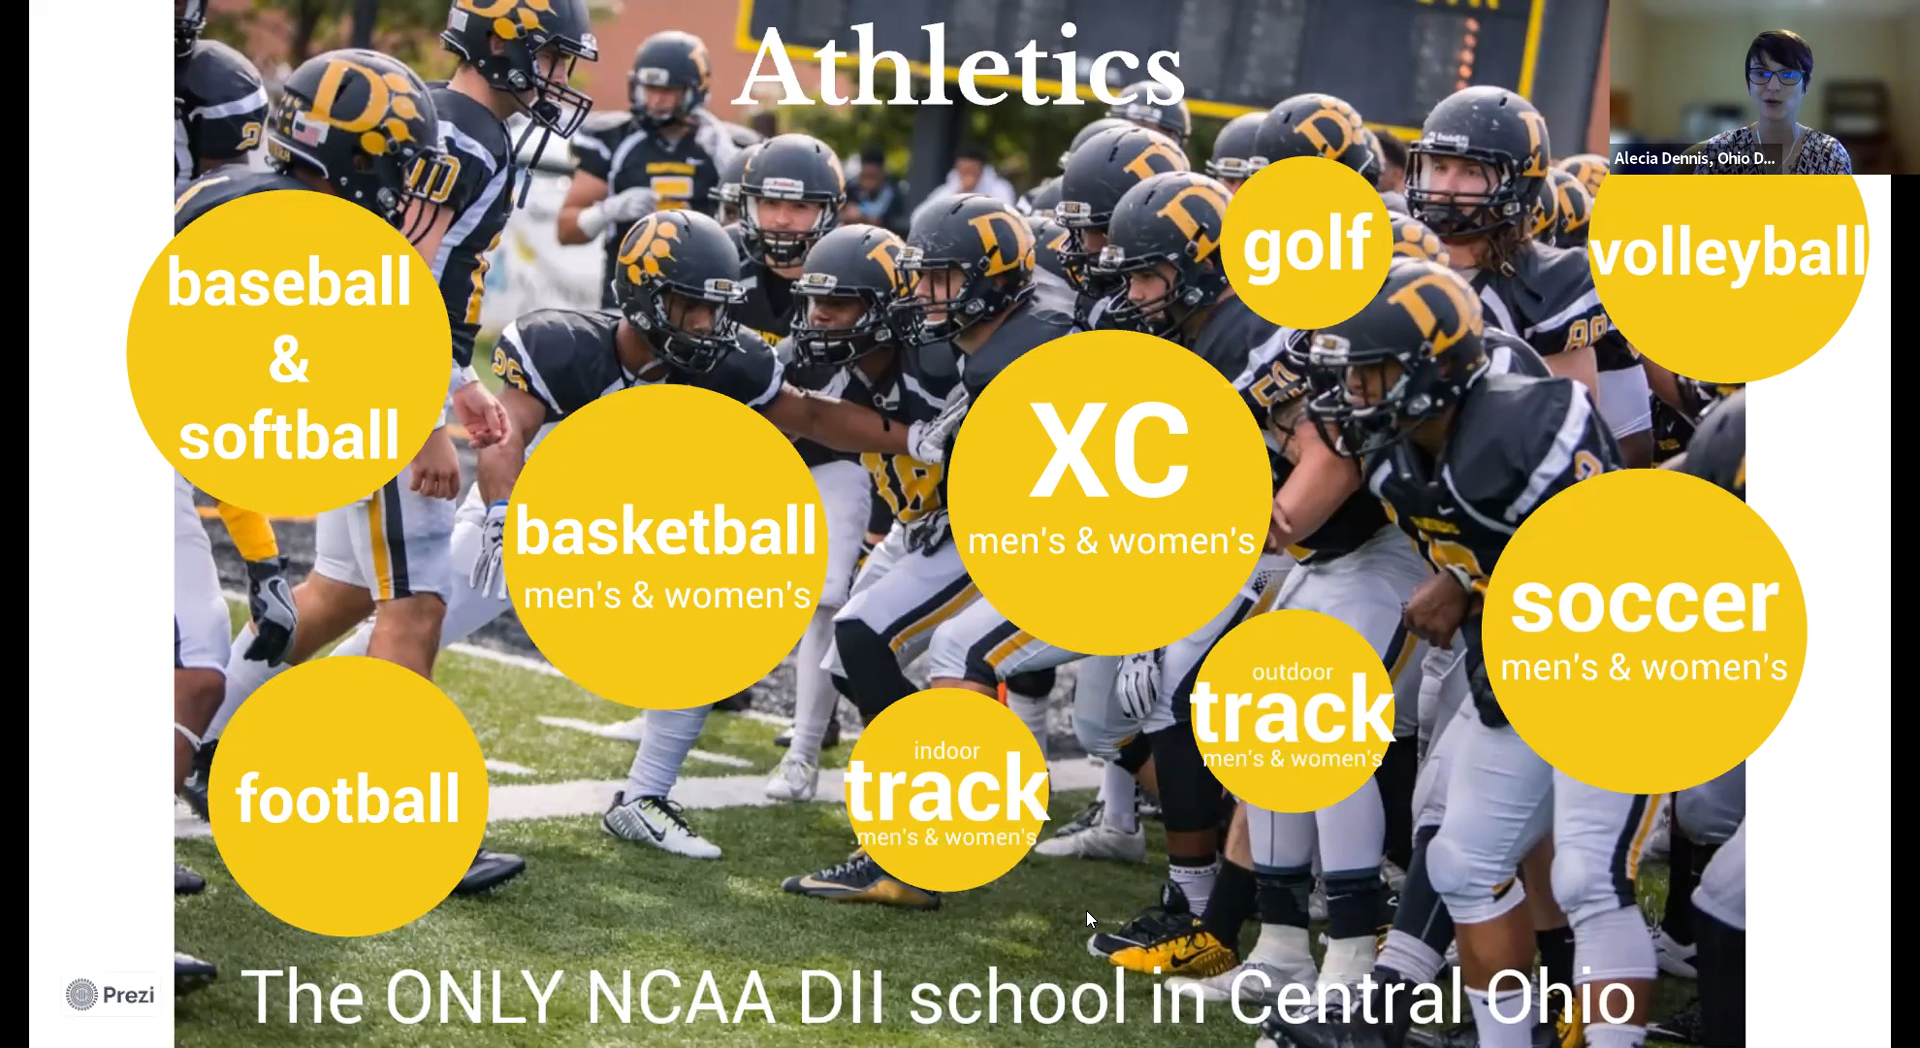 Athletics
Alecia Dennis, Ohio D...
baseball
&
softball
golf
volleyball
basketball
men's & women's
XC
men's & women's
soccer
men's & women's
football
indoor
track
men's & women's
outdoor
track
men's & women's
The ONLY NCAA DII school in Central Ohio
Prezi